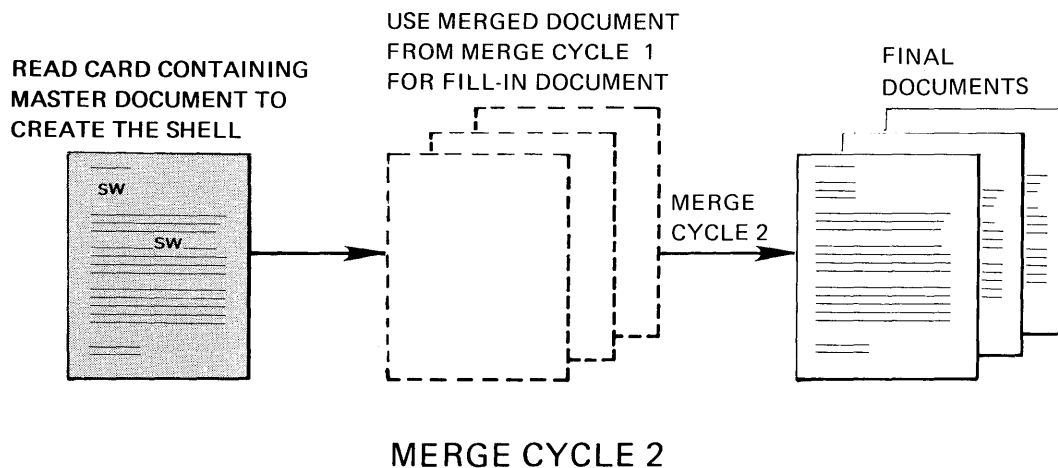 READ CARD CONTAINING
MASTER DOCUMENT TO
CREATE THE SHELL
SW
SW
USE MERGED DOCUMENT
FROM MERGE CYCLE 1
FOR FILL-IN DOCUMENT
MERGE
CYCLE 2
FINAL
DOCUMENTS
MERGE CYCLE 2